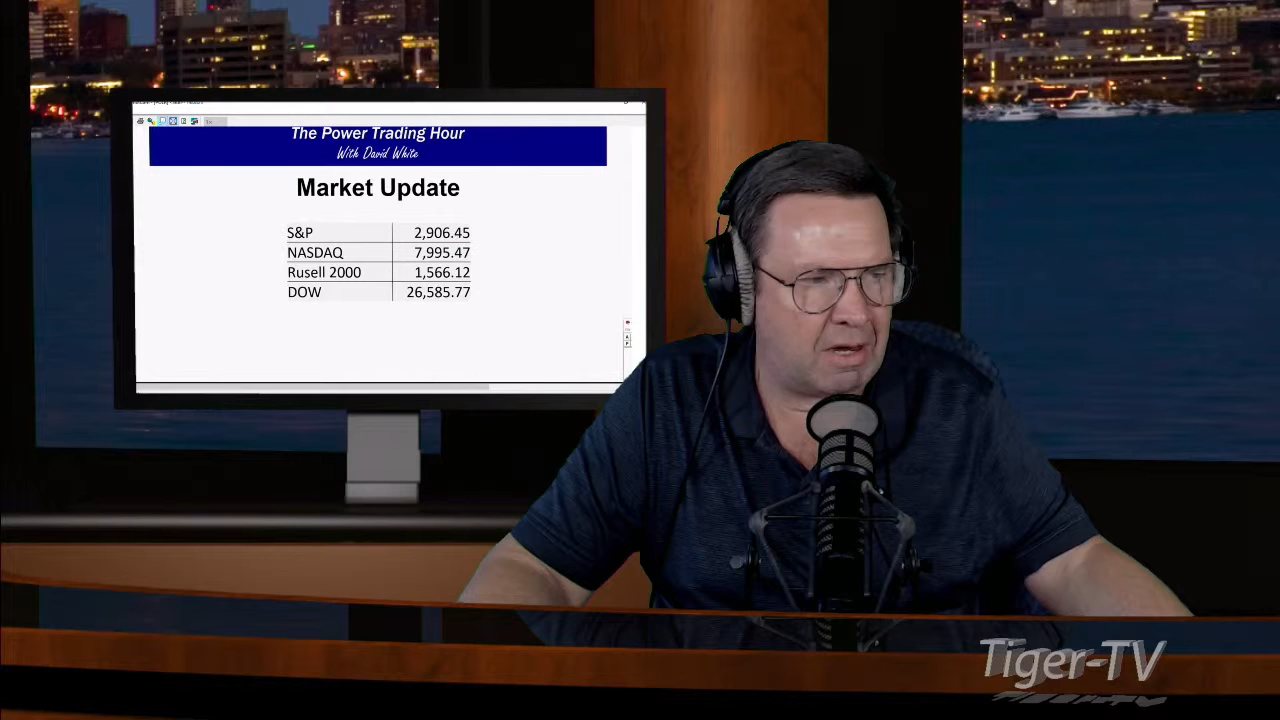 The Power Trading Hour
With David White
Market Update
S&P 2,906.45
NASDAQ 7,995.47
Rusell 2000 1,566.12
DOW 26,585.77
Tiger-TV